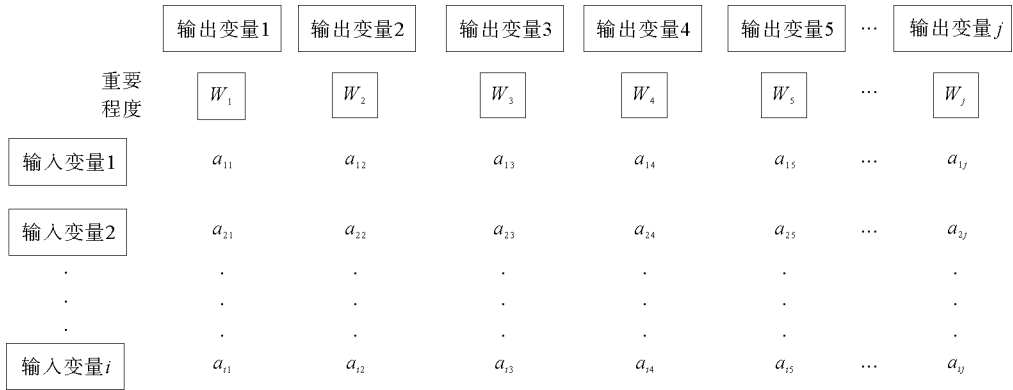 输出变量1 输出变量2 输出变量3 输出变量4 输出变量5 … 输出变量j
重要
程度
W₁ W₂ W₃ W₄ W₅ … Wⱼ
输入变量1 a₁₁ a₁₂ a₁₃ a₁₄ a₁₅ … a₁ⱼ
输入变量2 a₂₁ a₂₂ a₂₃ a₂₄ a₂₅ … a₂ⱼ
. . . . . . .
. . . . . . .
. . . . . . .
输入变量i aᵢ₁ aᵢ₂ aᵢ₃ aᵢ₄ aᵢ₅ … aᵢⱼ